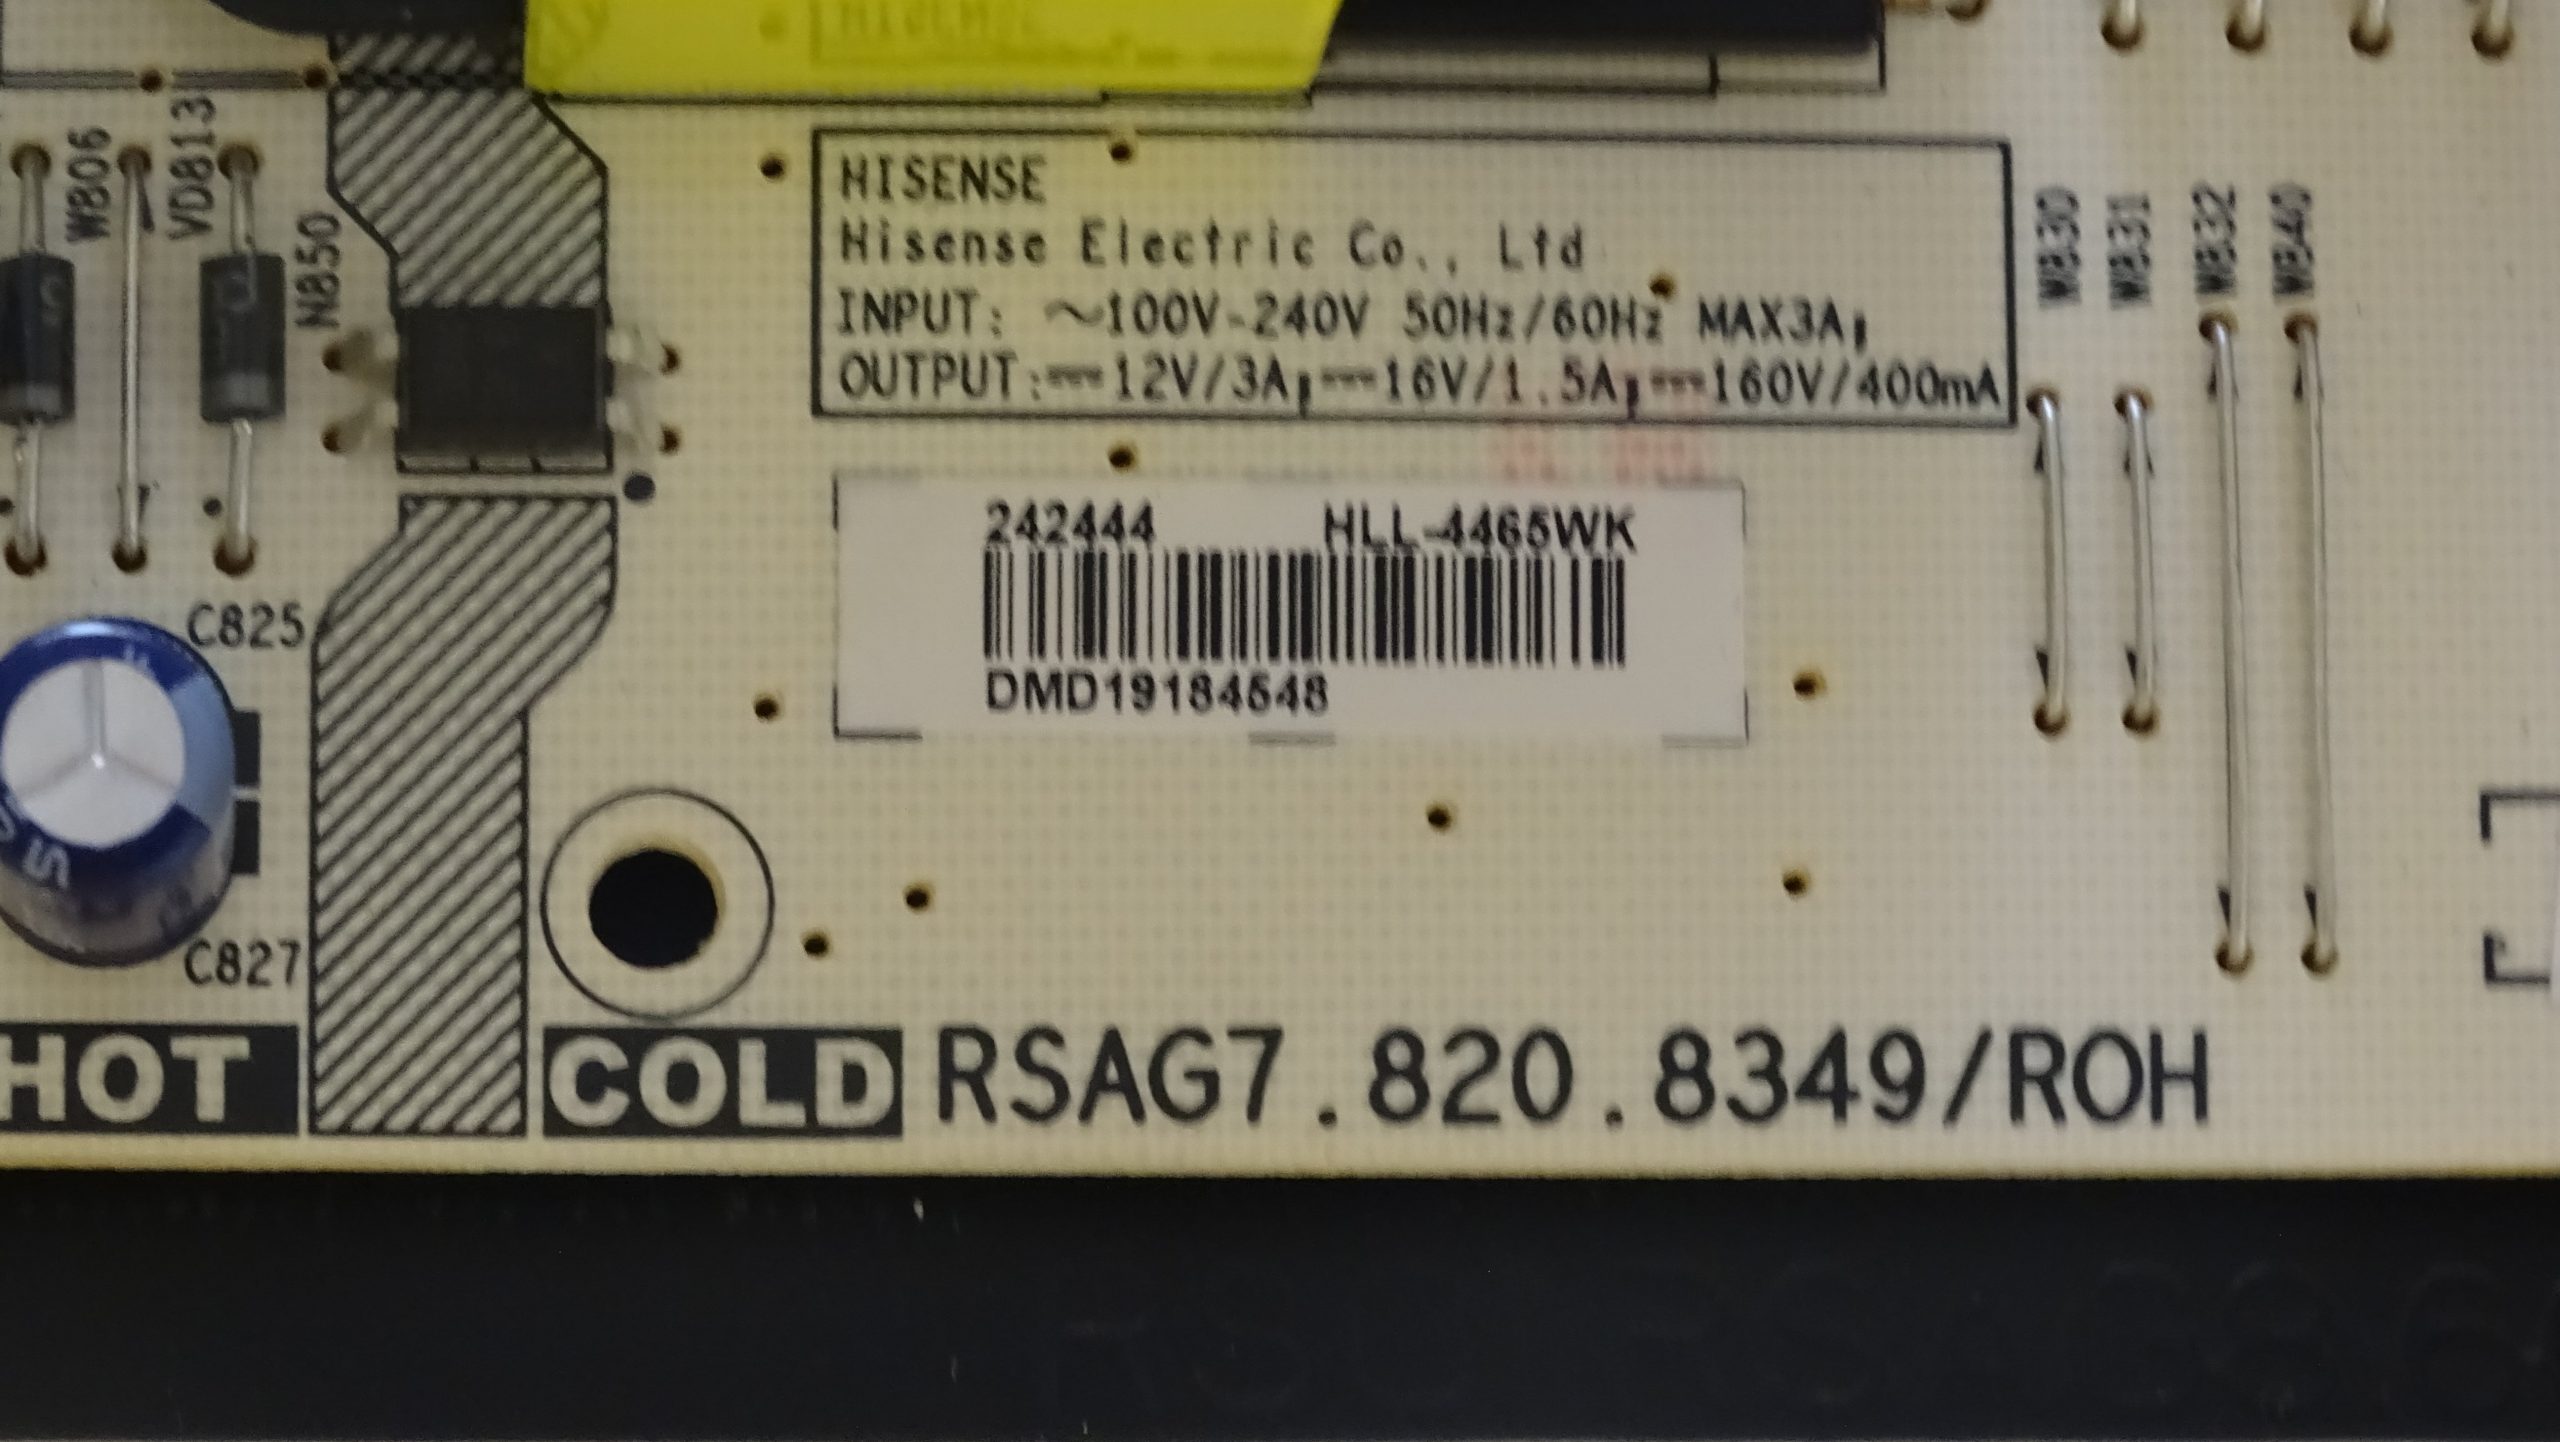 W806
VD813
N850
HISENSE
Hisense Electric Co., Ltd
INPUT: ~100V-240V 50Hz/60Hz MAX3A;
OUTPUT:⎓12V/3A;⎓16V/1.5A;⎓160V/400mA
W830
W831
W832
W840
242444 HLL-4465WK
DMD19184548
C825
C827
HOT
COLD RSAG7.820.8349/ROH